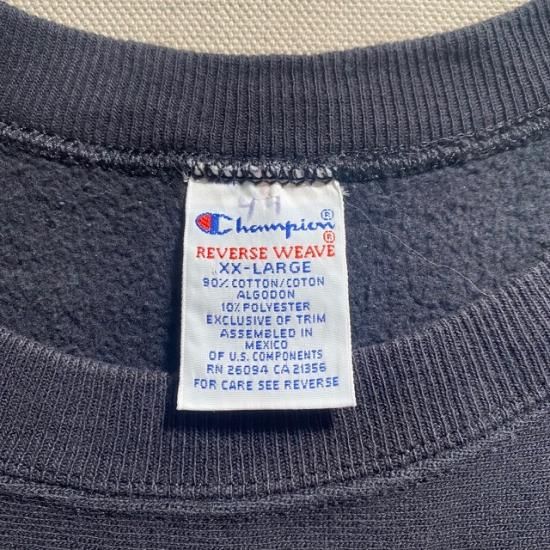 44
Champion®
REVERSE WEAVE®
XX-LARGE
90% COTTON/COTON
ALGODON
10% POLYESTER
EXCLUSIVE OF TRIM
ASSEMBLED IN
MEXICO
OF U.S. COMPONENTS
RN 26094 CA 21356
FOR CARE SEE REVERSE